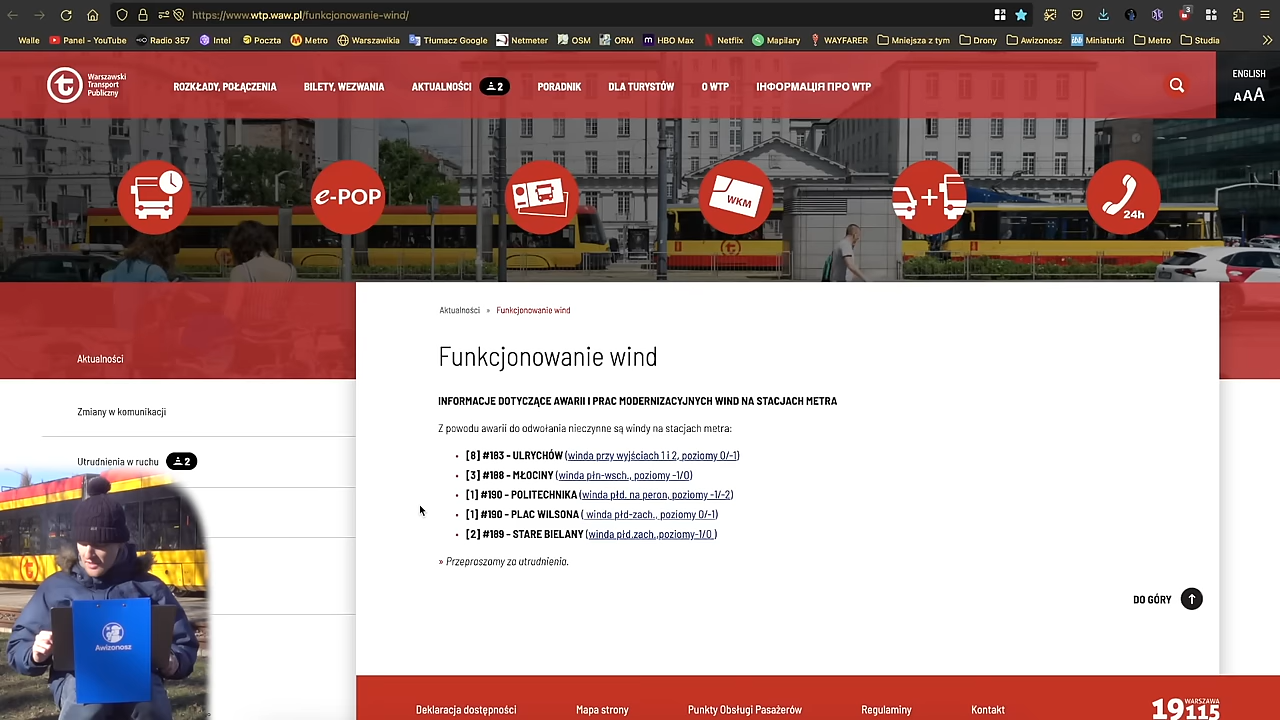 https://www.wtp.waw.pl/funkcjonowanie-wind/
3
Walle Panel - YouTube Radio 357 Intel Poczta Metro Warszawikia Tłumacz Google Netmeter OSM ORM HBO Max Netflix Mapilary WAYFARER Mniejsza z tym Drony Awizonosz Miniaturki Metro Studia
Warszawski
Transport
Publiczny
ROZKŁADY, POŁĄCZENIA BILETY, WEZWANIA AKTUALNOŚCI 2 PORADNIK DLA TURYSTÓW O WTP ІНФОРМАЦІЯ ПРО WTP
ENGLISH
AAA
e-POP
WKM
+
24h
Aktualności » Funkcjonowanie wind
Aktualności
Funkcjonowanie wind
INFORMACJE DOTYCZĄCE AWARII I PRAC MODERNIZACYJNYCH WIND NA STACJACH METRA
Zmiany w komunikacji
Z powodu awarii do odwołania nieczynne są windy na stacjach metra:
Utrudnienia w ruchu 2
[8] #183 - ULRYCHÓW (winda przy wyjściach 1 i 2, poziomy 0/-1)
[3] #188 - MŁOCINY (winda płn-wsch., poziomy -1/0)
[1] #190 - POLITECHNIKA (winda płd. na peron, poziomy -1/-2)
[1] #190 - PLAC WILSONA ( winda płd-zach., poziomy 0/-1)
[2] #189 - STARE BIELANY (winda płd.zach.,poziomy-1/0 )
» Przepraszamy za utrudnienia.
DO GÓRY
Awizonosz
Deklaracja dostępności Mapa strony Punkty Obsługi Pasażerów Regulaminy Kontakt
WARSZAWA
19115